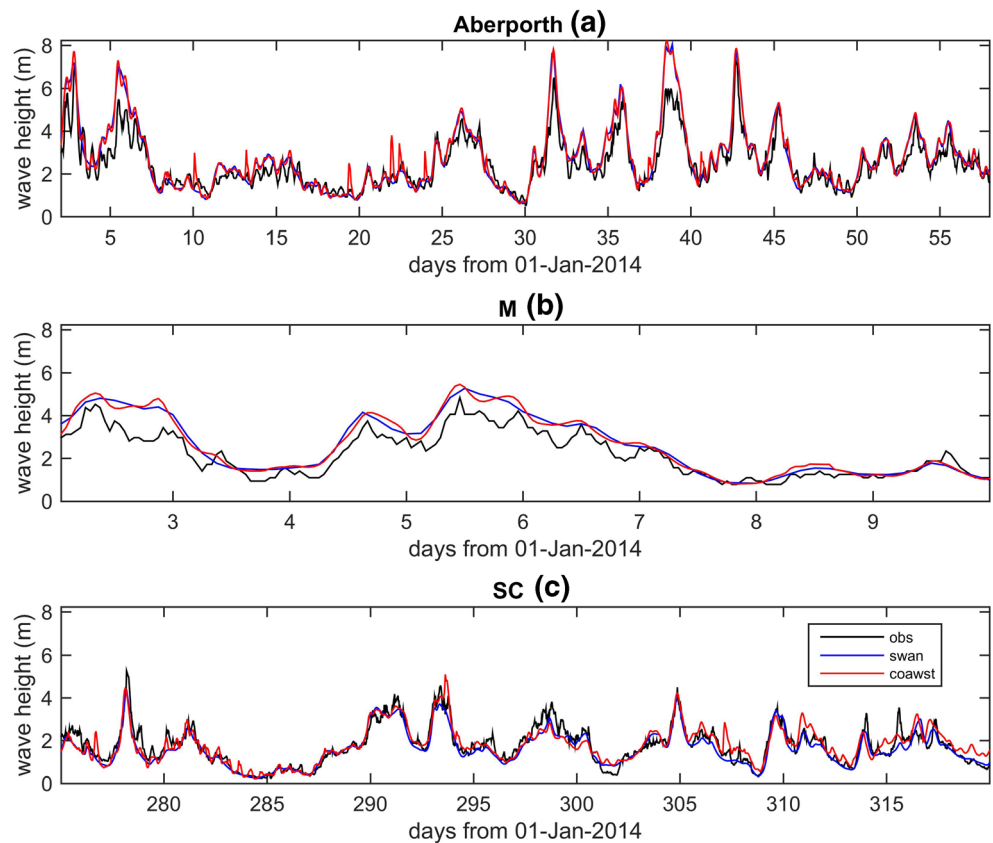 Aberporth (a)
wave height (m)
8
6
4
2
0
5 10 15 20 25 30 35 40 45 50 55
days from 01-Jan-2014
M (b)
wave height (m)
8
6
4
2
0
3 4 5 6 7 8 9
days from 01-Jan-2014
SC (c)
wave height (m)
8
6
4
2
0
obs
swan
coawst
280 285 290 295 300 305 310 315
days from 01-Jan-2014